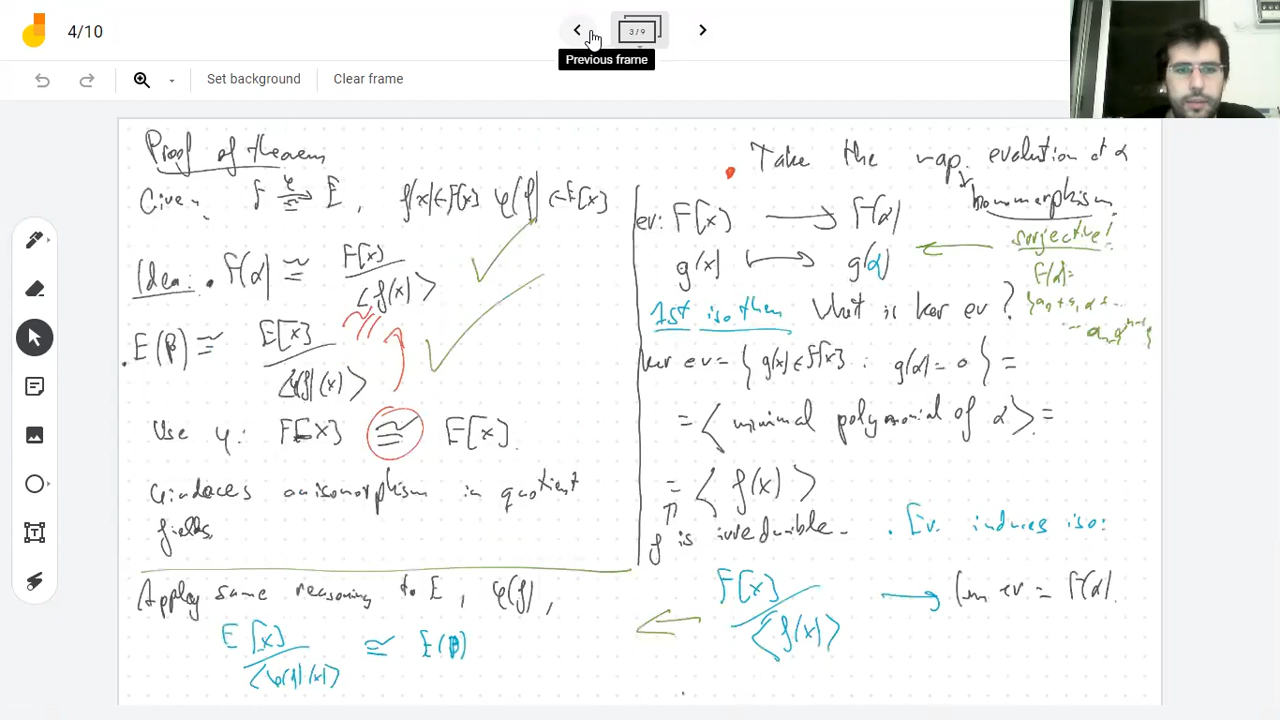 4/10
3/9
Previous frame
Set background
Clear frame
Proof of theorem
Given F φ≅ E, f(x)∈F[x] φ(f)∈E[x]
Idea: . F(α) ≅ F[x] / <f(x)>
. E(β) ≅ E[x] / <φ(f)(x)>
≅
Use φ: F[x] ≅ E[x].
induces an isomorphism in quotient
fields.
Apply same reasoning to E, φ(f),
E[x] / <φ(f)(x)> ≅ E(β)
. Take the map evaluation at α
homomorphism.
ev: F[x] → F(α)
surjective!
g(x) ↦ g(α)
F(α)=
1st iso thm What is ker ev?
ker ev = { g(x)∈F[x] : g(α) = 0 } =
= < minimal polynomial of α > =
= < f(x) >
f is irreducible.
. Ev. induces iso:
F[x] / <f(x)> → Im ev = F(α).